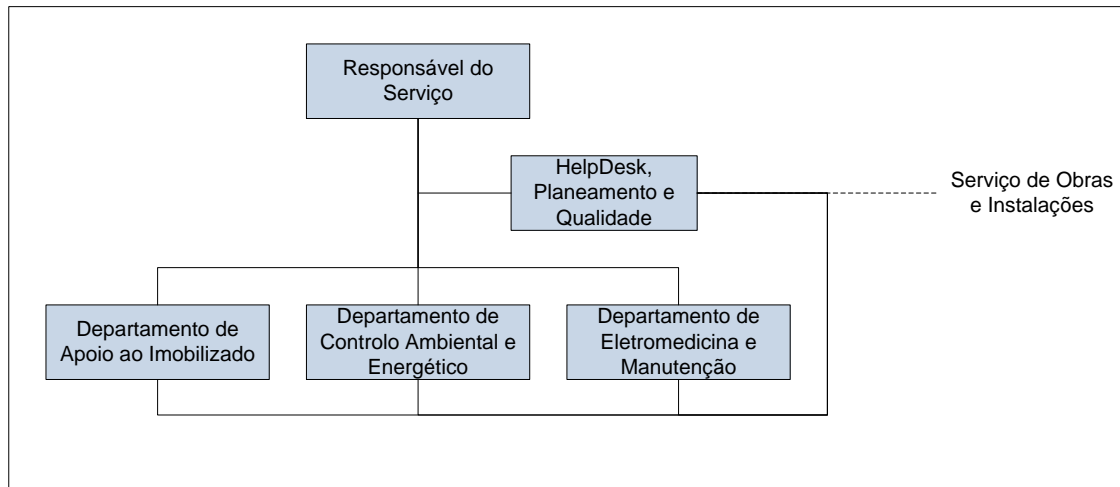 Responsável do
Serviço
HelpDesk,
Planeamento e
Qualidade
Serviço de Obras
e Instalações
Departamento de
Apoio ao Imobilizado
Departamento de
Controlo Ambiental e
Energético
Departamento de
Eletromedicina e
Manutenção